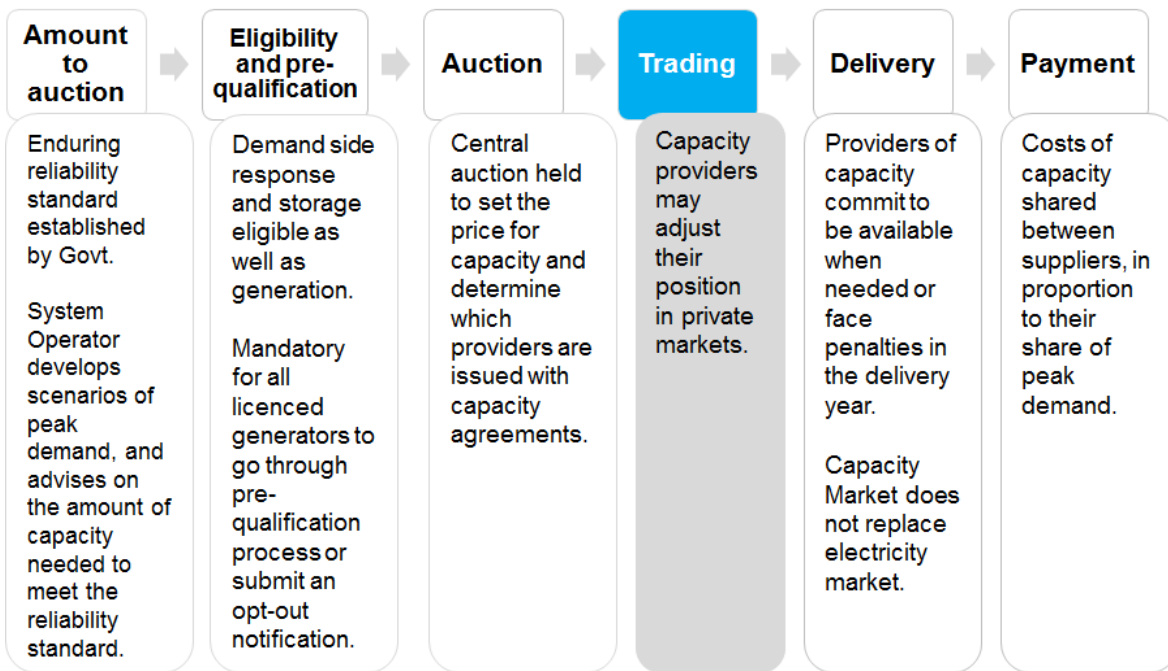 Amount
to
auction
Enduring
reliability
standard
established
by Govt.
System
Operator
develops
scenarios of
peak
demand, and
advises on
the amount of
capacity
needed to
meet the
reliability
standard.
Eligibility
and pre-
qualification
Demand side
response
and storage
eligible as
well as
generation.
Mandatory
for all
licenced
generators to
go through
pre-
qualification
process or
submit an
opt-out
notification.
Auction
Central
auction held
to set the
price for
capacity and
determine
which
providers are
issued with
capacity
agreements.
Trading
Capacity
providers
may
adjust
their
position
in private
markets.
Delivery
Providers of
capacity
commit to
be available
when
needed or
face
penalties in
the delivery
year.
Capacity
Market does
not replace
electricity
market.
Payment
Costs of
capacity
shared
between
suppliers, in
proportion
to their
share of
peak
demand.